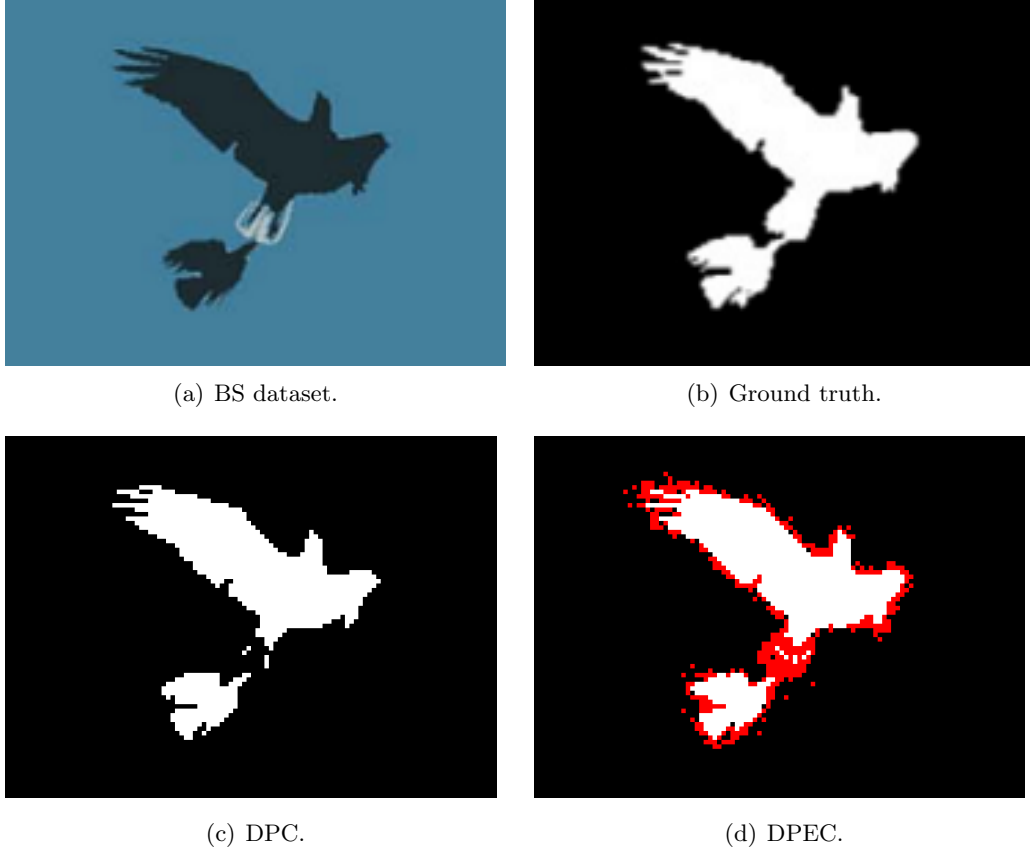 (a) BS dataset.
(b) Ground truth.
(c) DPC.
(d) DPEC.